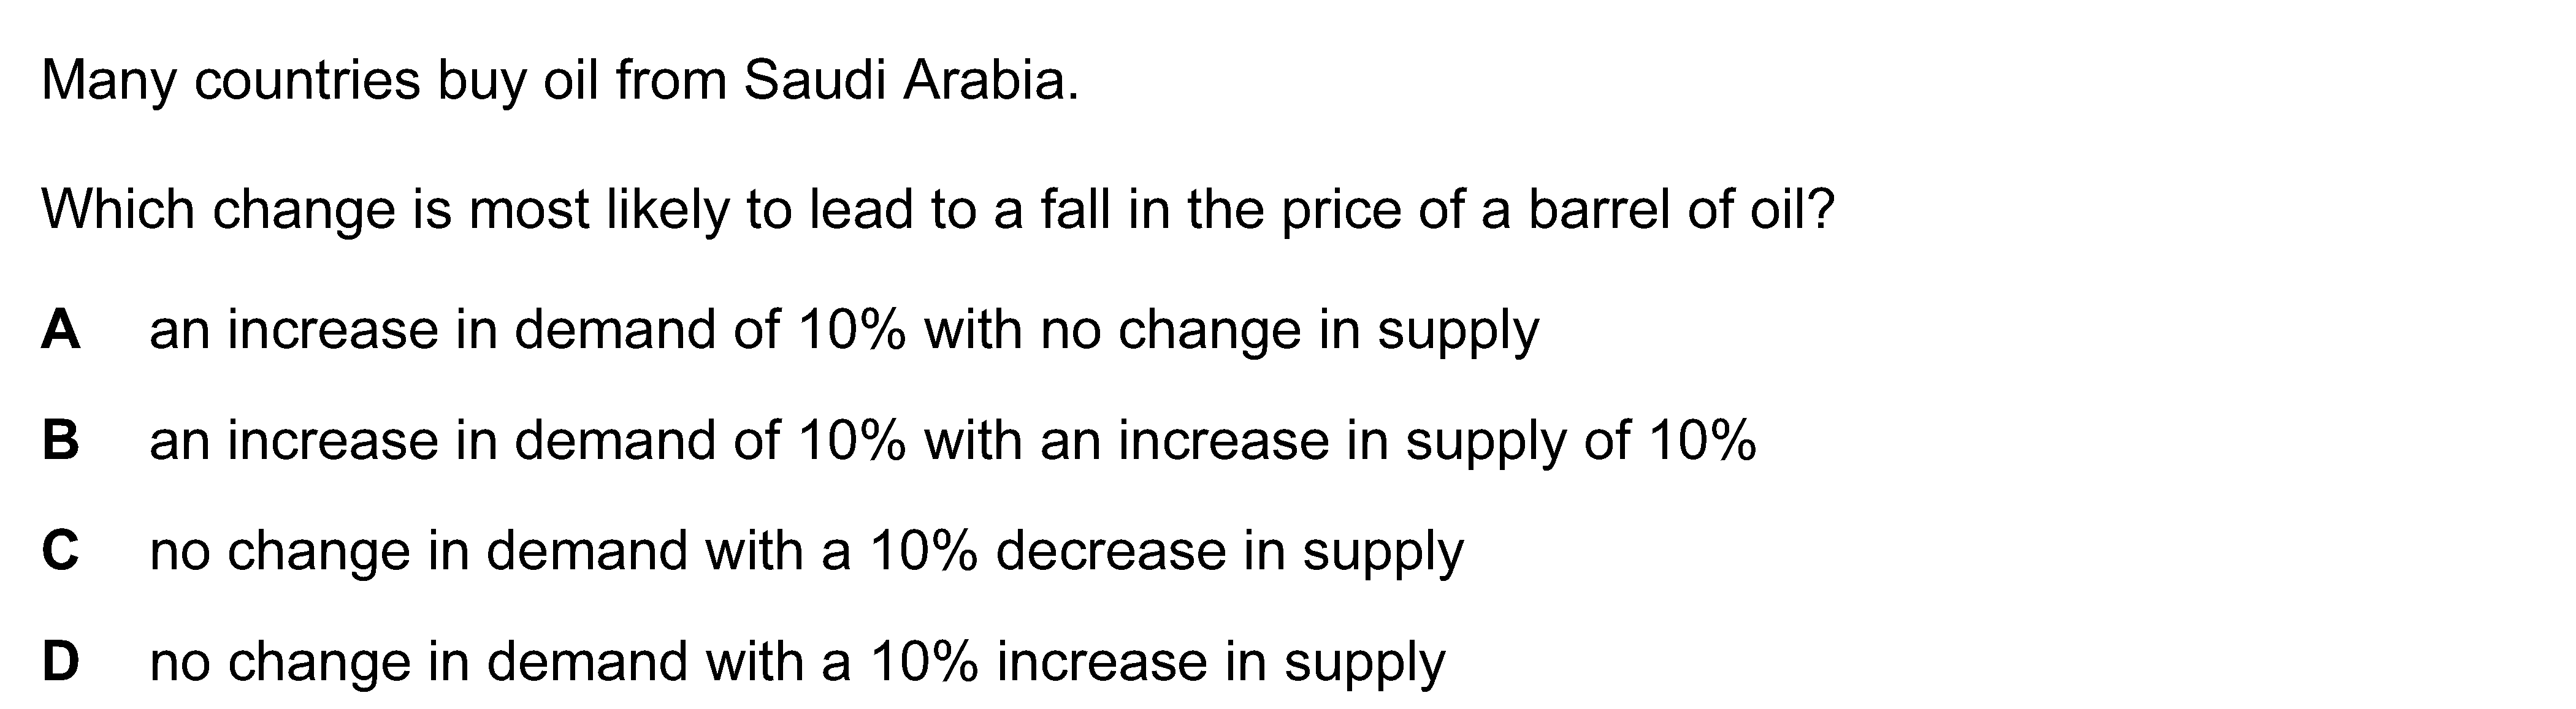 Many countries buy oil from Saudi Arabia.
Which change is most likely to lead to a fall in the price of a barrel of oil?
A an increase in demand of 10% with no change in supply
B an increase in demand of 10% with an increase in supply of 10%
C no change in demand with a 10% decrease in supply
D no change in demand with a 10% increase in supply